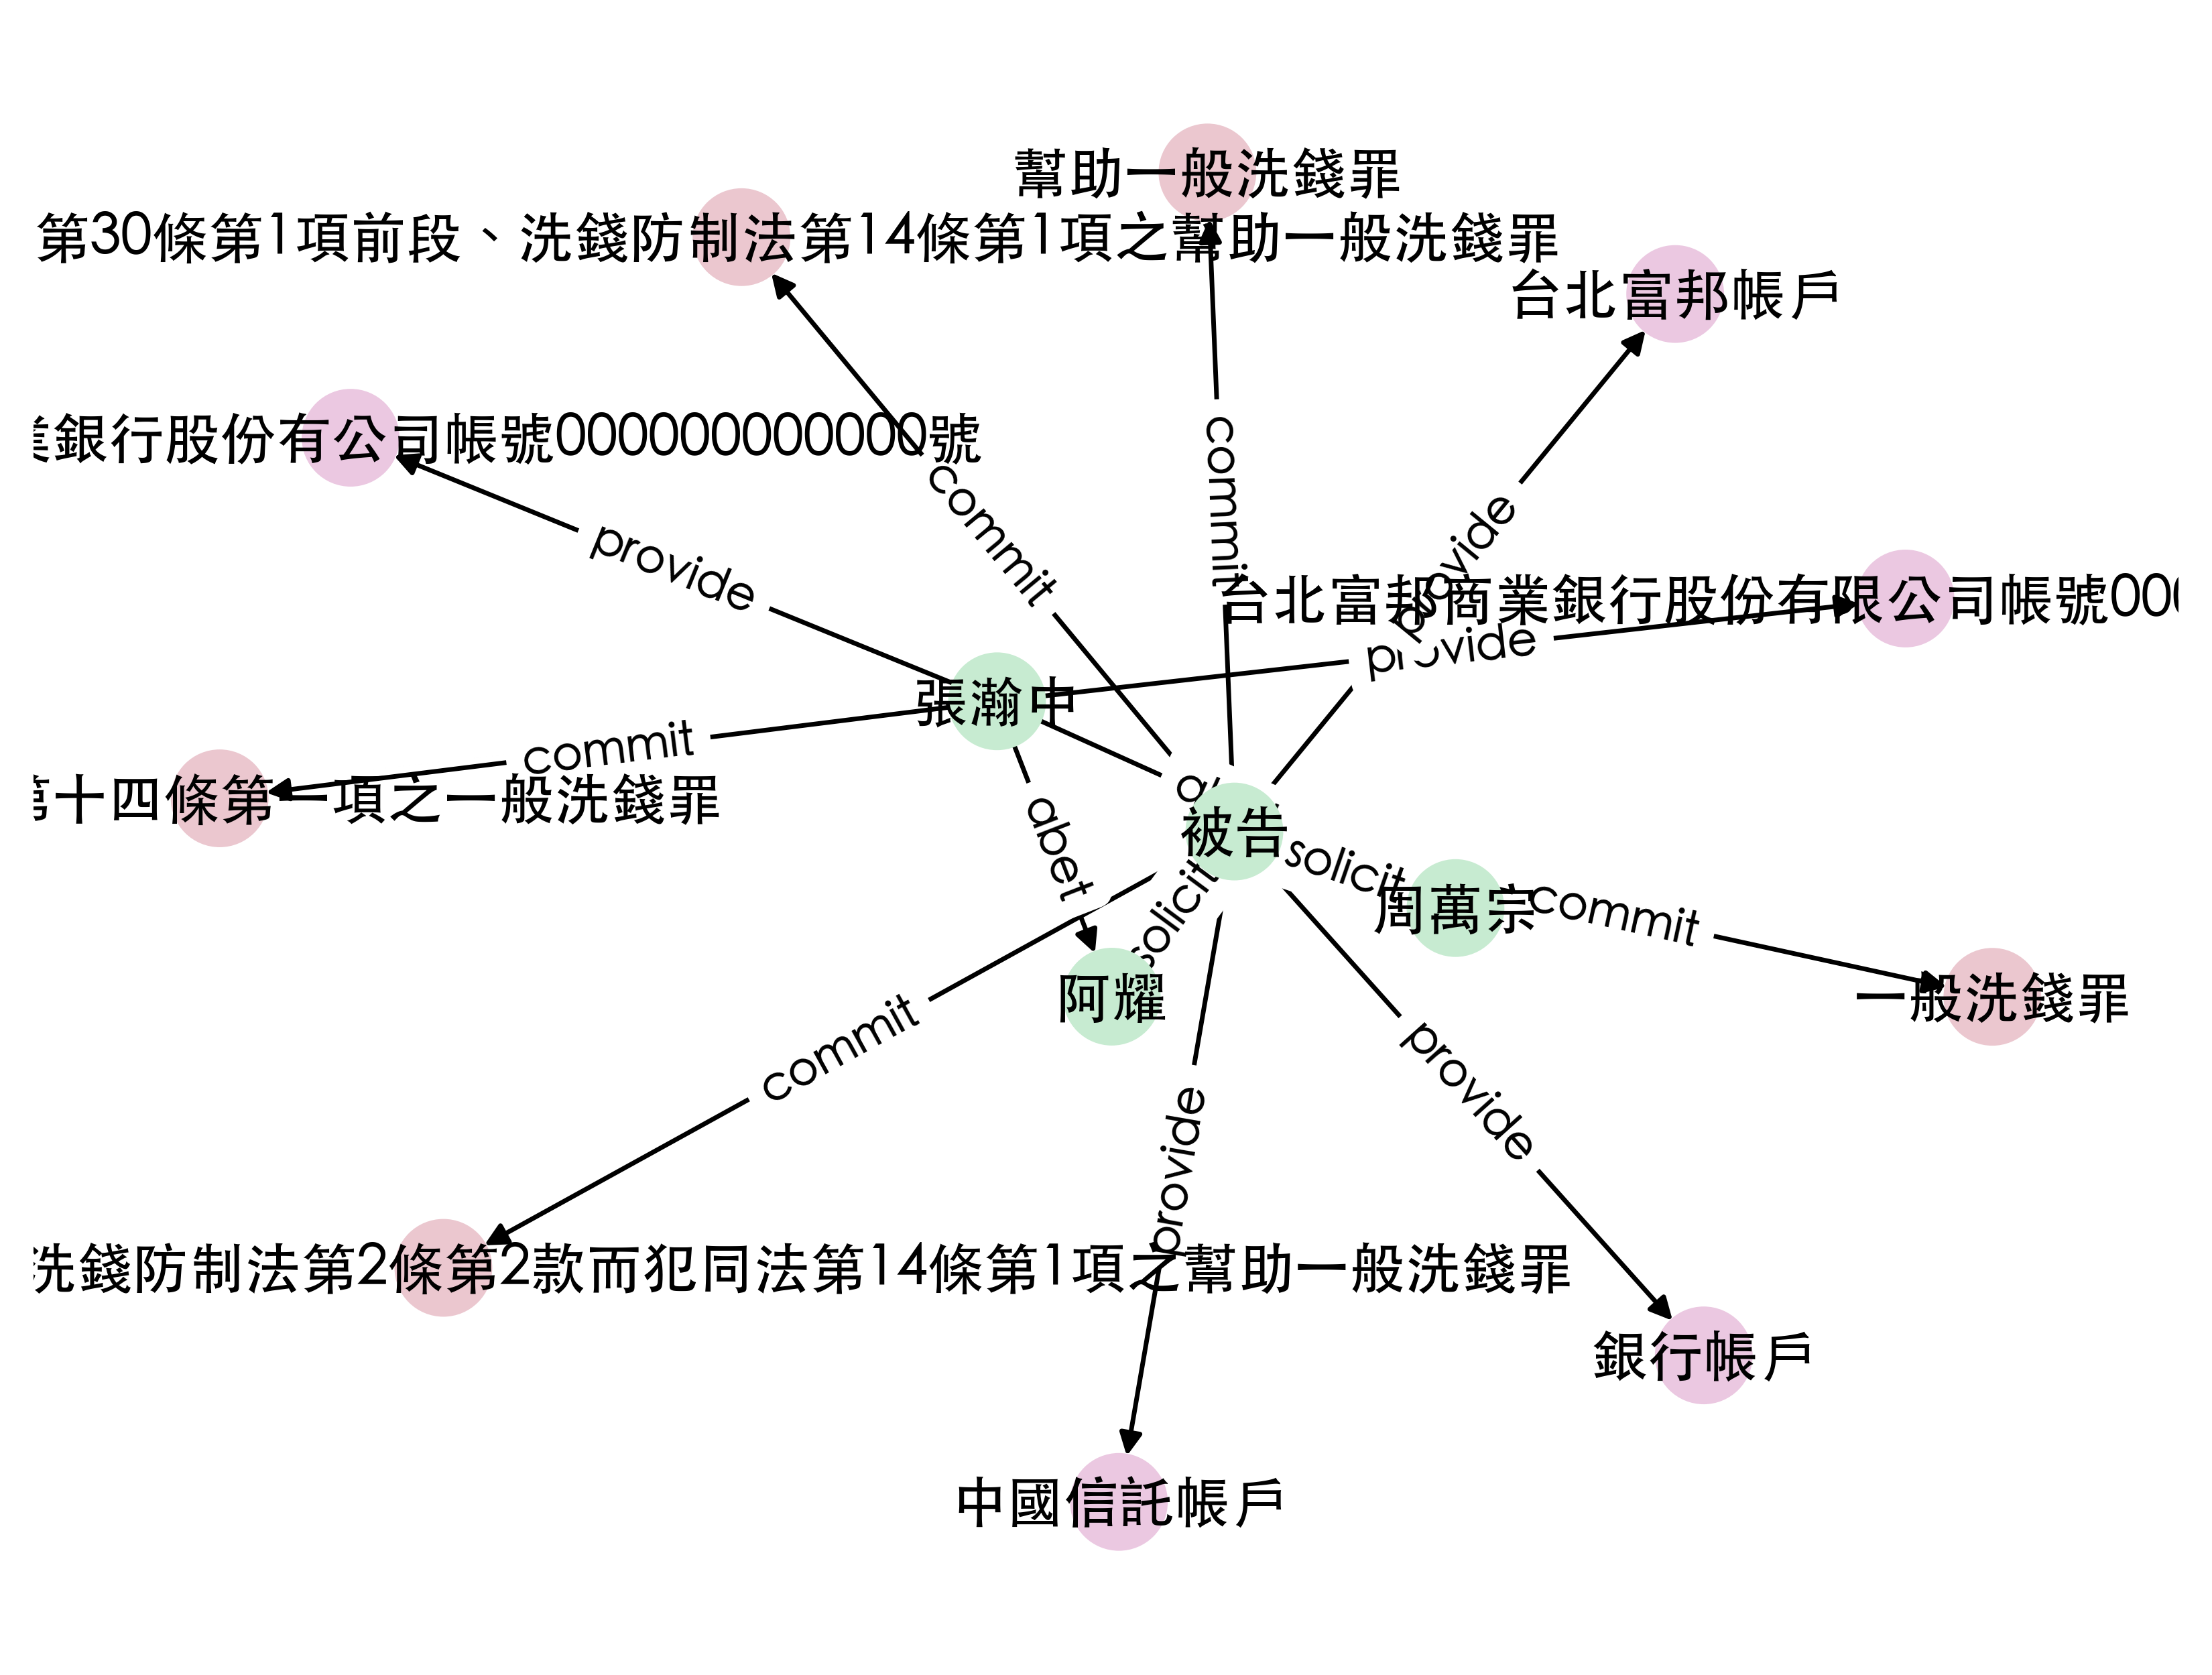 幫助一般洗錢罪
第30條第1項前段、洗錢防制法第14條第1項之幫助一般洗錢罪
台北富邦帳戶
銀行股份有公司帳號000000000000號
commit
commit
provide
provide
台北富邦商業銀行股份有限公司帳號00
provide
張瀚中
commit
十四條第一項之一般洗錢罪
被告
abet
solicit
solicit
周萬宗
commit
阿耀
一般洗錢罪
commit
provide
provide
洗錢防制法第2條第2款而犯同法第14條第1項之幫助一般洗錢罪
銀行帳戶
中國信託帳戶